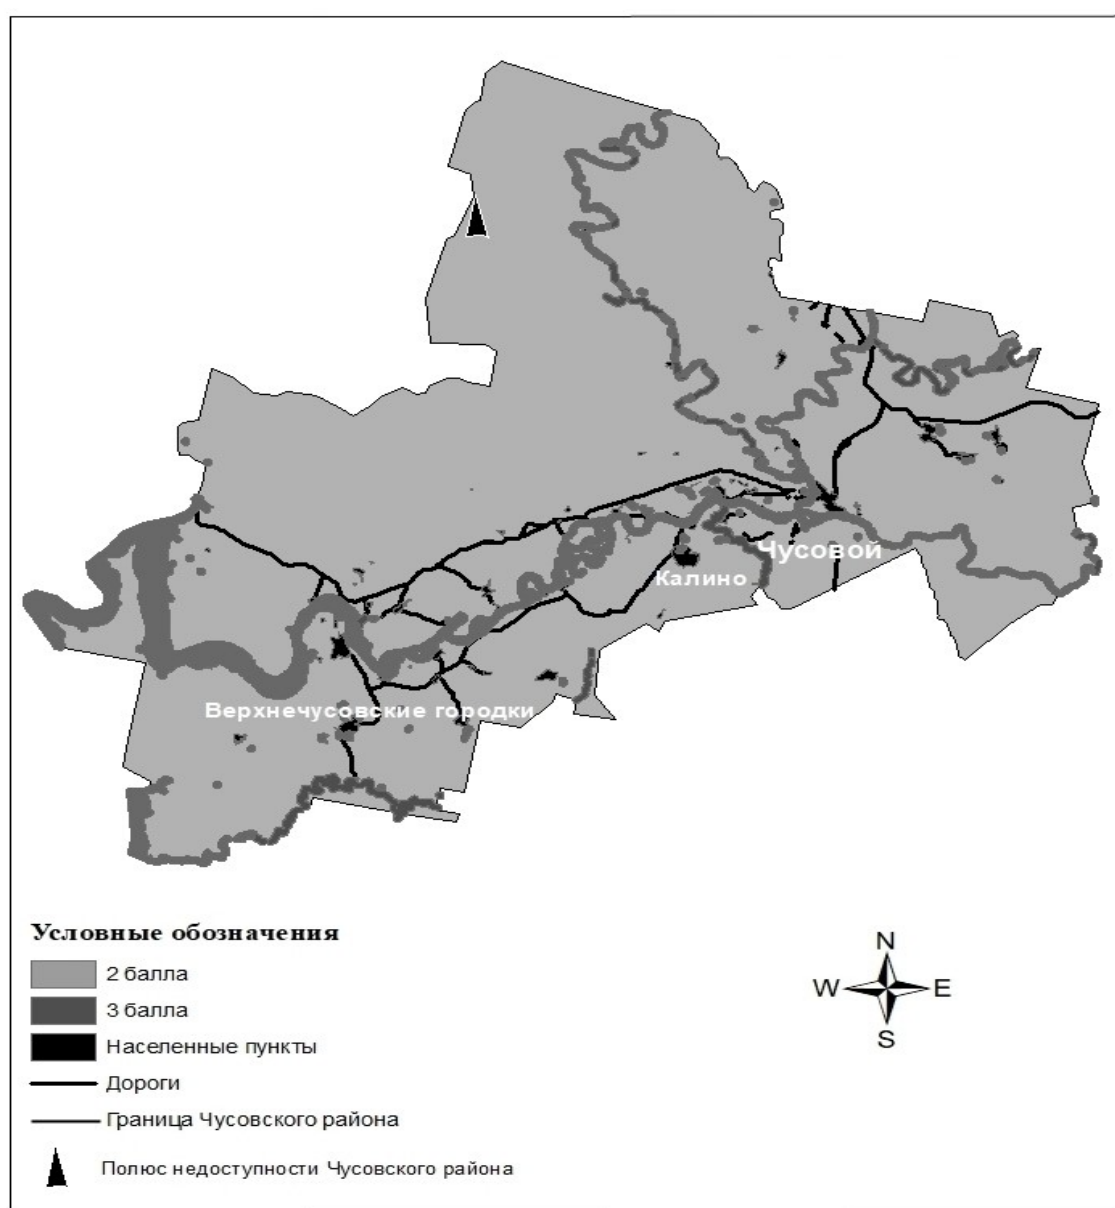 Чусовой
Калино
Верхнечусовские городки
Условные обозначения
2 балла
3 балла
Населенные пункты
Дороги
Граница Чусовского района
Полюс недоступности Чусовского района
N
W E
S